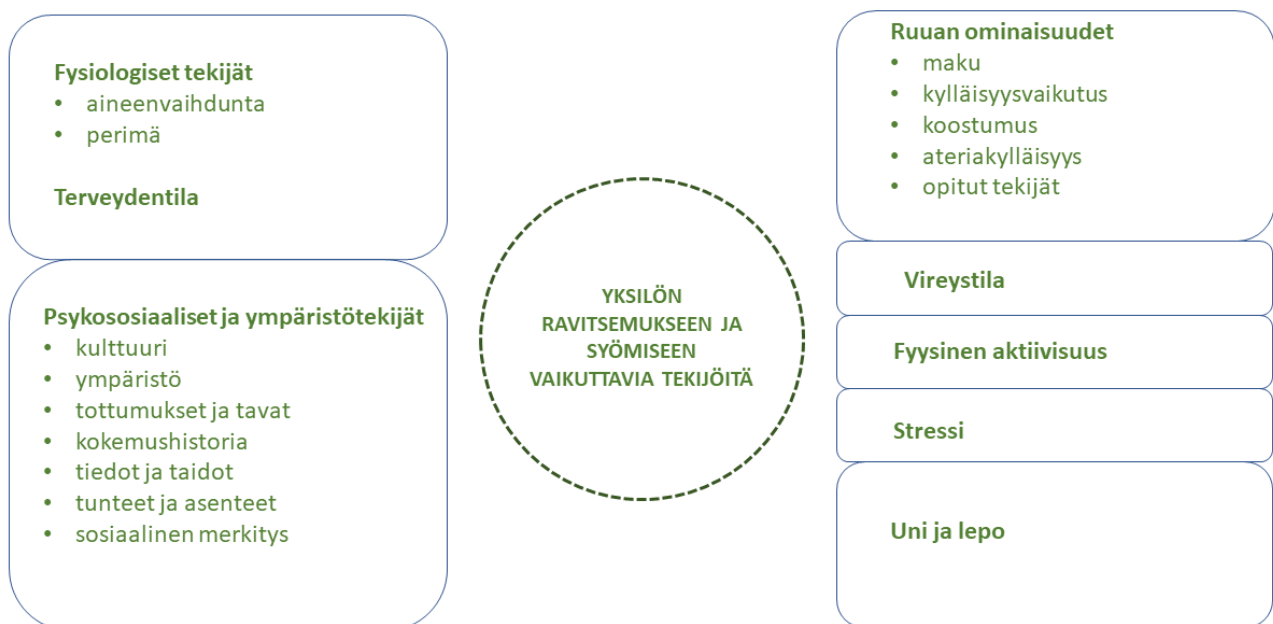 Fysiologiset tekijät
• aineenvaihdunta
• perimä
Terveydentila
Psykososiaaliset ja ympäristötekijät
• kulttuuri
• ympäristö
• tottumukset ja tavat
• kokemushistoria
• tiedot ja taidot
• tunteet ja asenteet
• sosiaalinen merkitys
YKSILÖN
RAVITSEMUKSEEN JA
SYÖMISEEN
VAIKUTTAVIA TEKIJÖITÄ
Ruuan ominaisuudet
• maku
• kylläisyysvaikutus
• koostumus
• ateriakylläisyys
• opitut tekijät
Vireystila
Fyysinen aktiivisuus
Stressi
Uni ja lepo